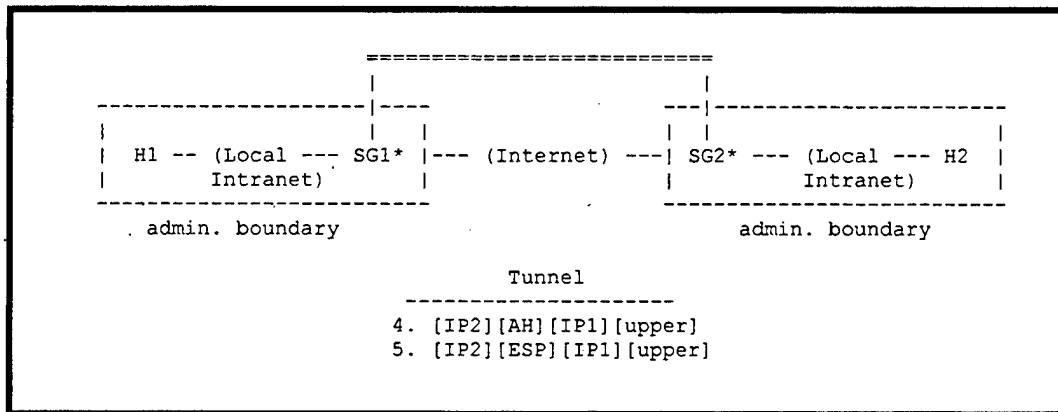 ===========================
| |
---------------------|---- ---|-----------------------
| | | | | |
| H1 -- (Local --- SG1* |--- (Internet) ---| SG2* --- (Local --- H2 |
| Intranet) | | Intranet) |
-------------------------- ---------------------------
admin. boundary admin. boundary
Tunnel
---------------------
4. [IP2][AH][IP1][upper]
5. [IP2][ESP][IP1][upper]